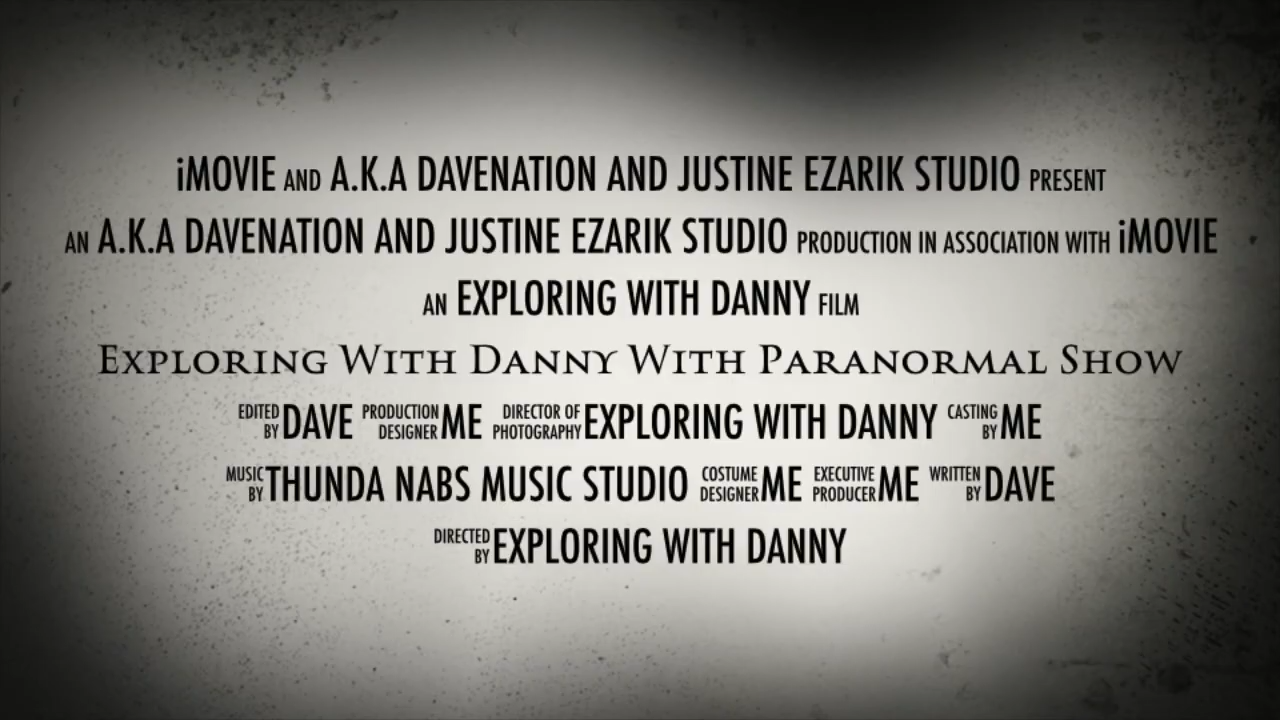 iMOVIE AND A.K.A DAVENATION AND JUSTINE EZARIK STUDIO PRESENT
AN A.K.A DAVENATION AND JUSTINE EZARIK STUDIO PRODUCTION IN ASSOCIATION WITH iMOVIE
AN EXPLORING WITH DANNY FILM
EXPLORING WITH DANNY WITH PARANORMAL SHOW
EDITED BY DAVE PRODUCTION DESIGNER ME DIRECTOR OF PHOTOGRAPHY EXPLORING WITH DANNY CASTING BY ME
MUSIC BY THUNDA NABS MUSIC STUDIO COSTUME DESIGNER ME EXECUTIVE PRODUCER ME WRITTEN BY DAVE
DIRECTED BY EXPLORING WITH DANNY